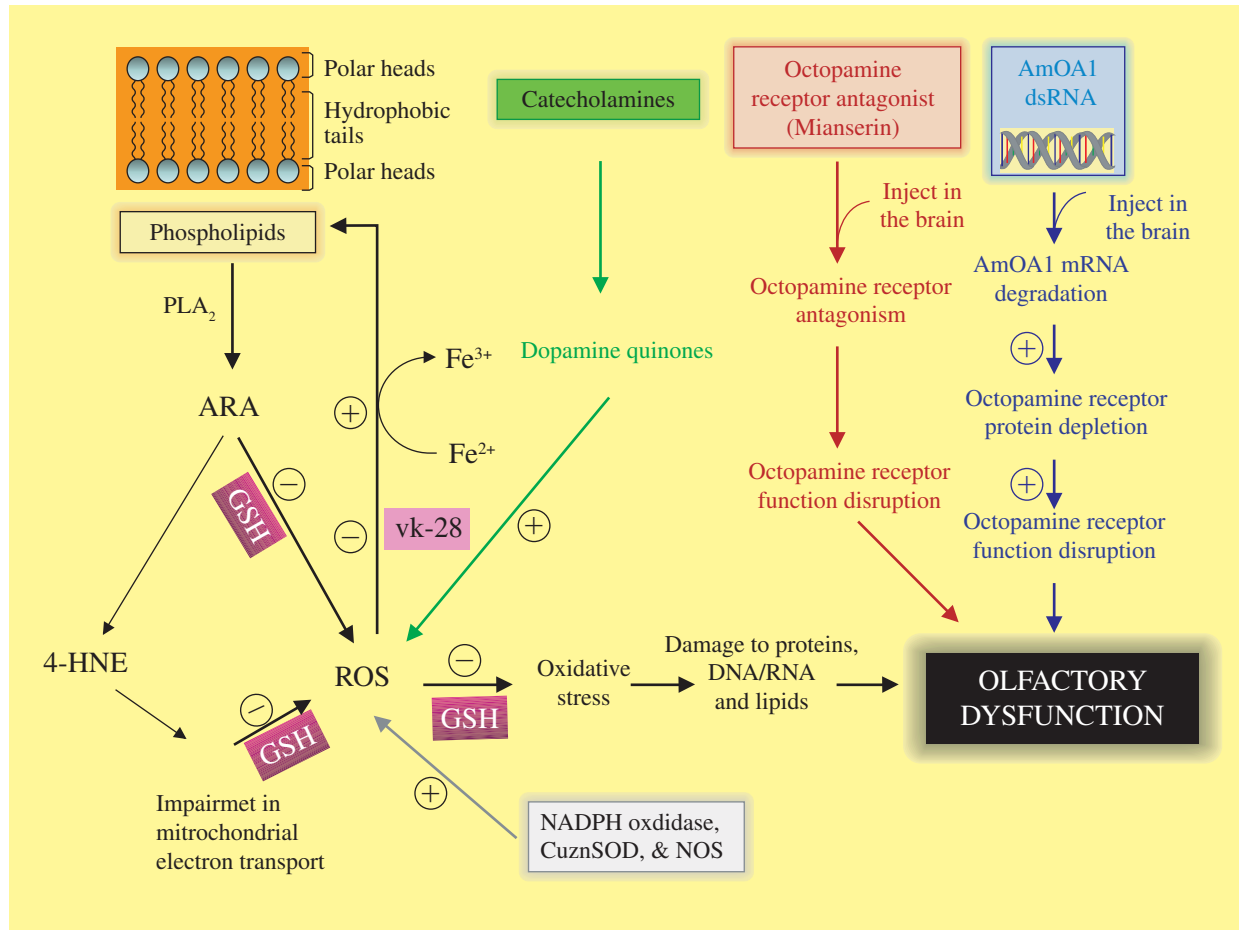 Polar heads
Hydrophobic
tails
Polar heads
Phospholipids
PLA₂
ARA
4-HNE
GSH
−
Impairmet in
mitrochondrial
electron transport
−
GSH
ROS
+
−
vk-28
Fe³⁺
Fe²⁺
Catecholamines
Dopamine quinones
+
−
GSH
Oxidative
stress
Damage to proteins,
DNA/RNA
and lipids
+
NADPH oxdidase,
CuznSOD, & NOS
Octopamine
receptor antagonist
(Mianserin)
Inject in
the brain
Octopamine receptor
antagonism
Octopamine receptor
function disruption
AmOA1
dsRNA
Inject in
the brain
AmOA1 mRNA
degradation
+
Octopamine receptor
protein depletion
+
Octopamine receptor
function disruption
OLFACTORY
DYSFUNCTION